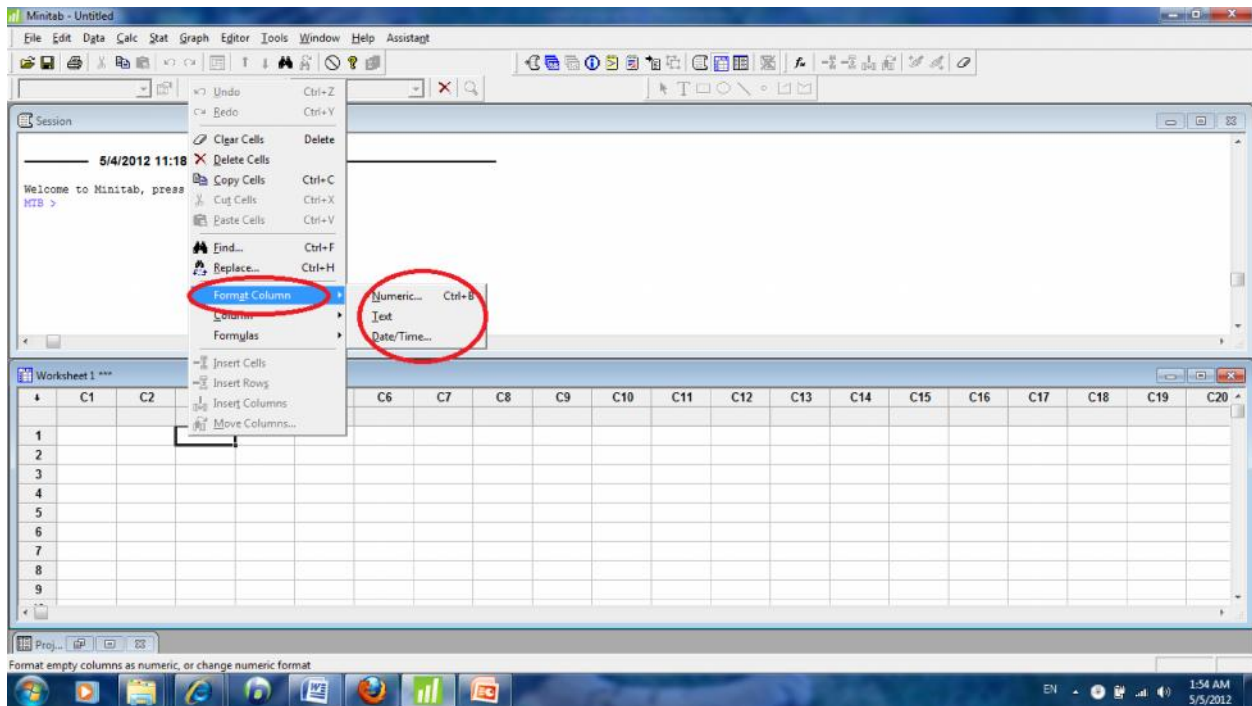 Minitab - Untitled
File Edit Data Calc Stat Graph Editor Tools Window Help Assistant
Session
5/4/2012 11:18
Welcome to Minitab, press
MTB >
Undo Ctrl+Z
Redo Ctrl+Y
Clear Cells Delete
Delete Cells
Copy Cells Ctrl+C
Cut Cells Ctrl+X
Paste Cells Ctrl+V
Find... Ctrl+F
Replace... Ctrl+H
Format Column
Column
Formulas
Insert Cells
Insert Rows
Insert Columns
Move Columns...
Numeric... Ctrl+B
Text
Date/Time...
Worksheet 1 ***
C1 C2 C6 C7 C8 C9 C10 C11 C12 C13 C14 C15 C16 C17 C18 C19 C20
1
2
3
4
5
6
7
8
9
Proj...
Format empty columns as numeric, or change numeric format
EN
1:54 AM
5/5/2012